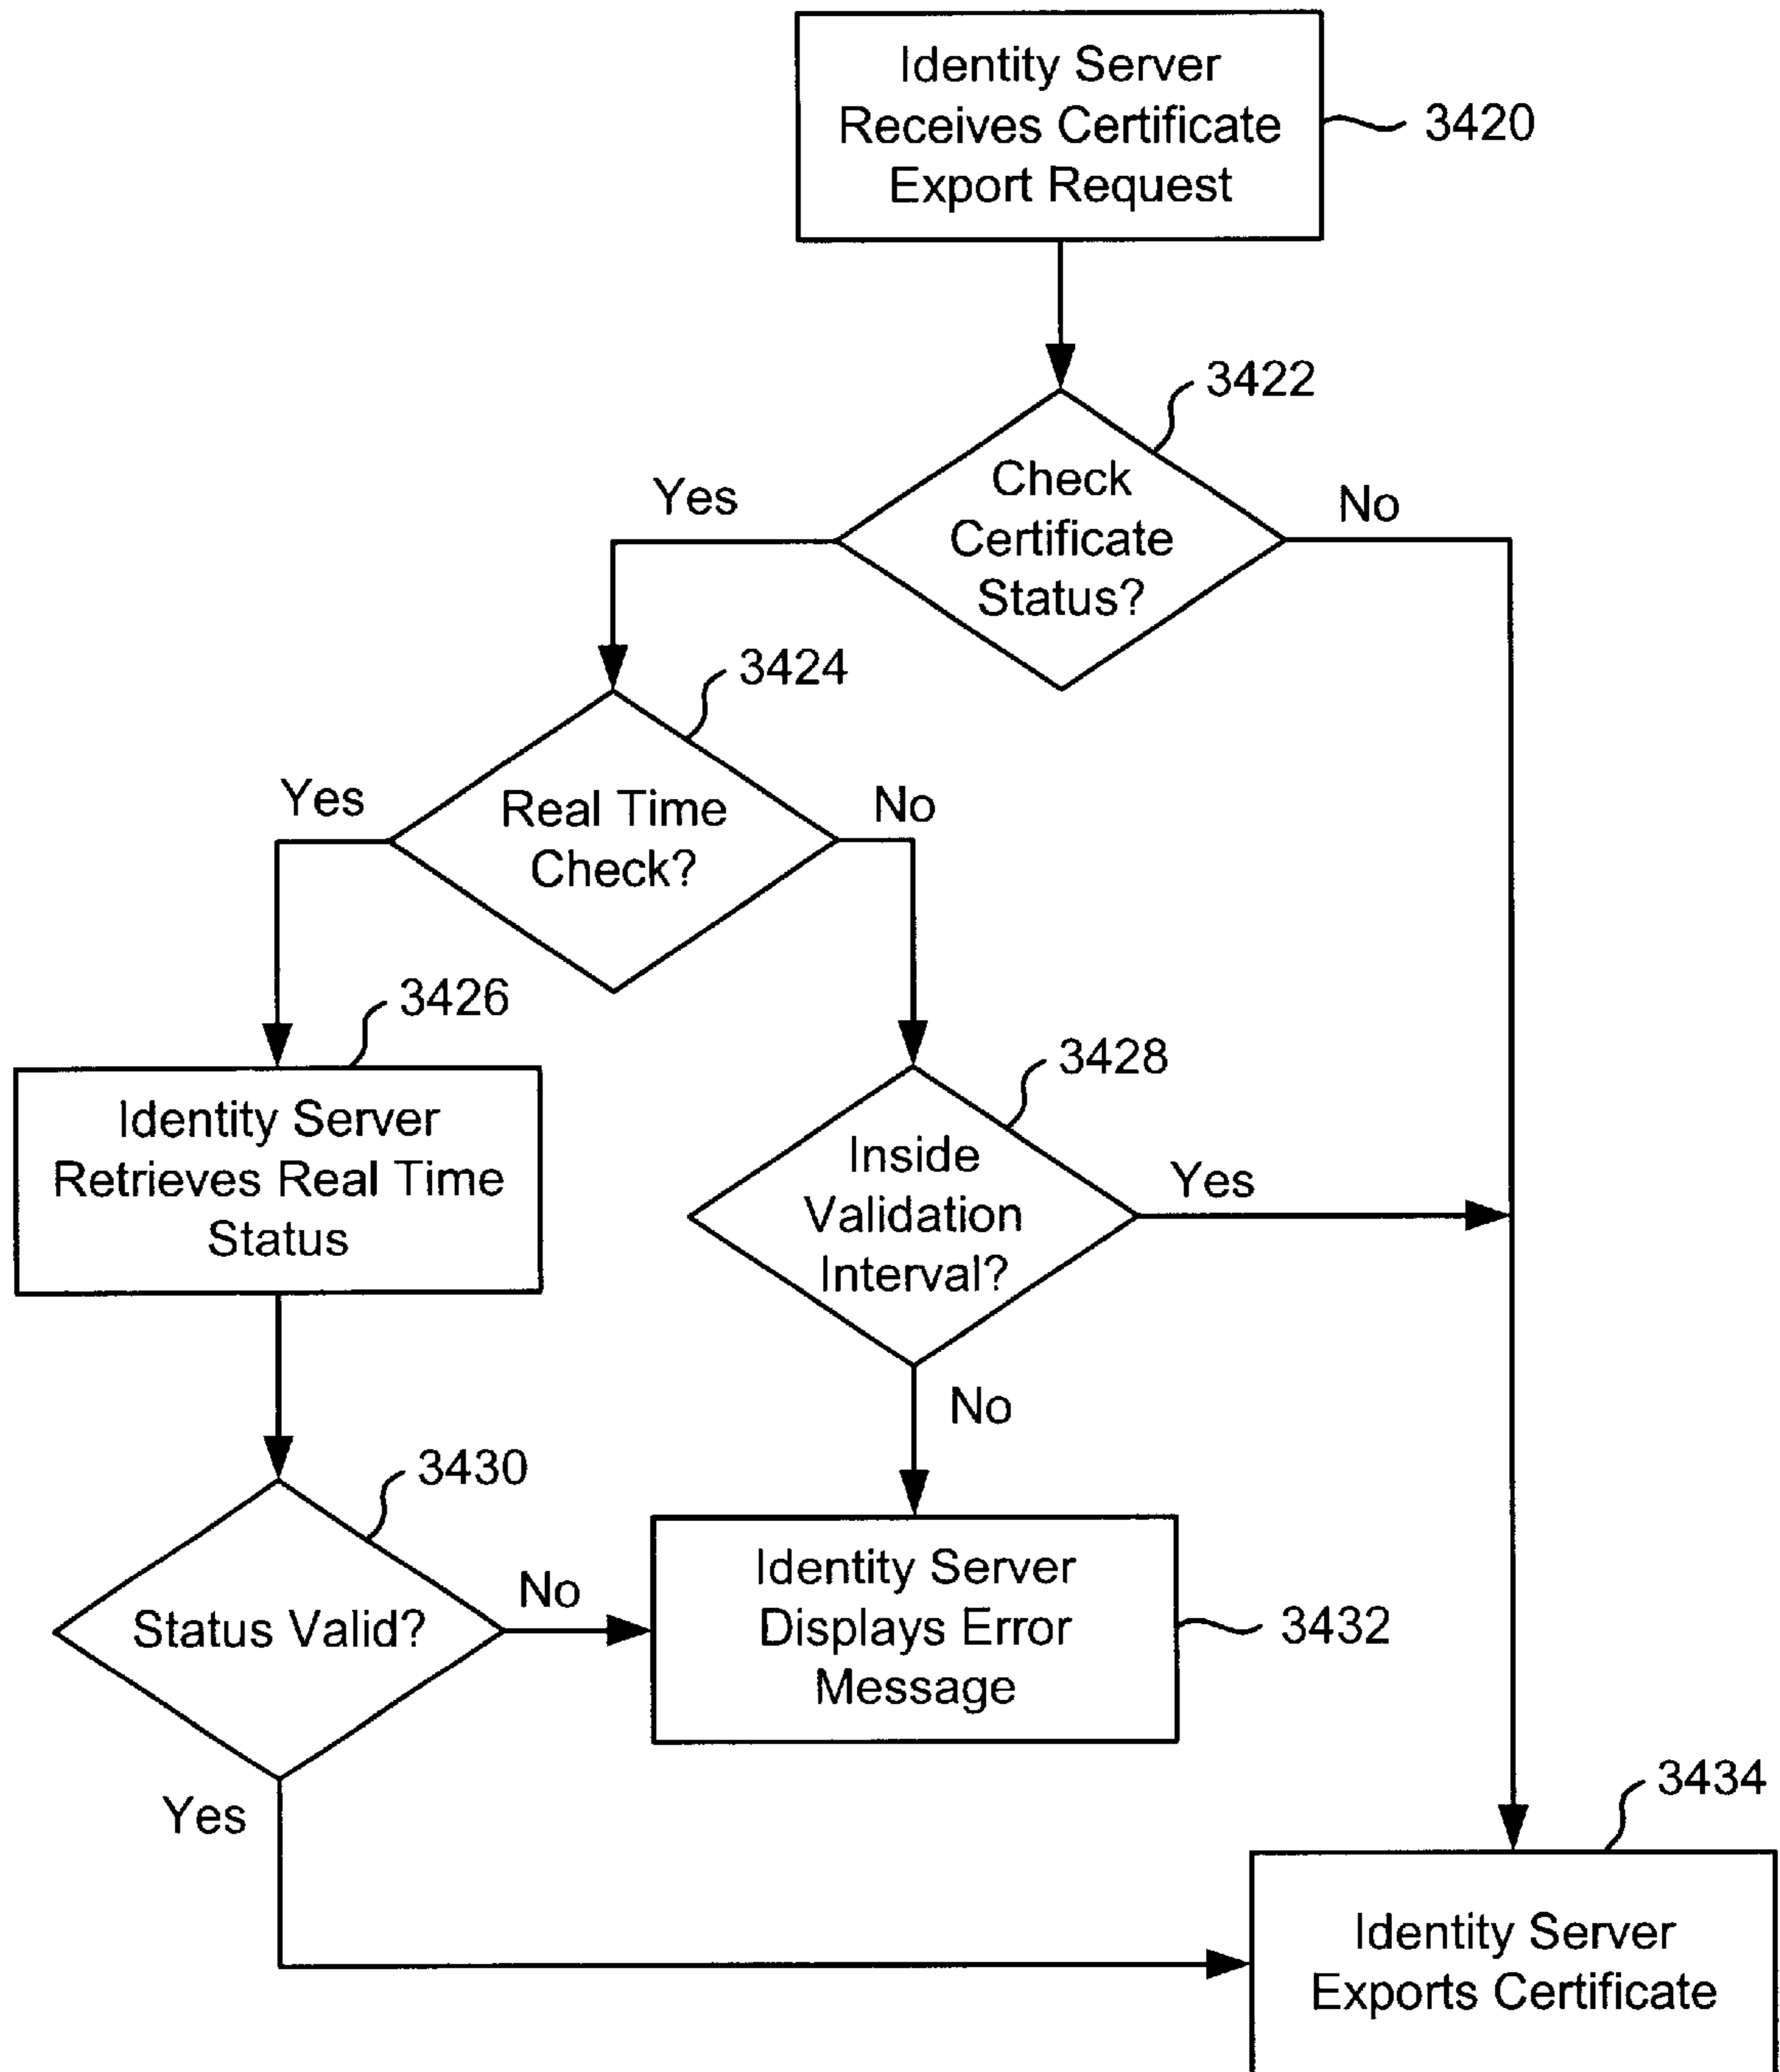 Identity Server
Receives Certificate
Export Request
3420
3422
Check
Certificate
Status?
Yes
No
3424
Real Time
Check?
Yes
No
3426
Identity Server
Retrieves Real Time
Status
3428
Inside
Validation
Interval?
Yes
No
3430
Status Valid?
No
Yes
Identity Server
Displays Error
Message
3432
3434
Identity Server
Exports Certificate